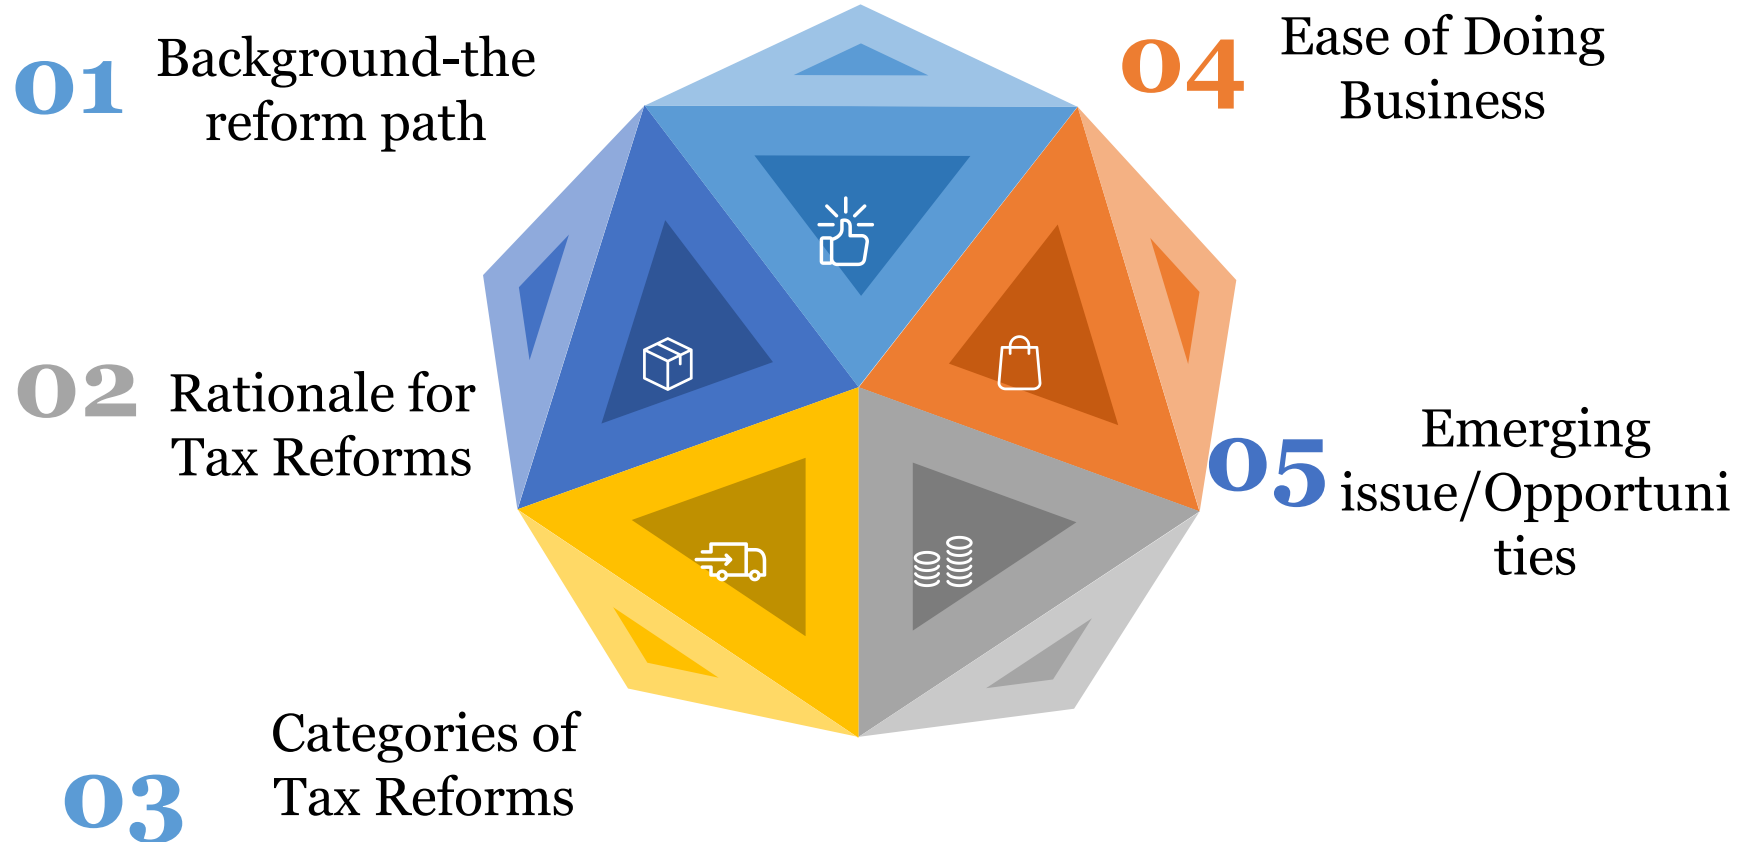 01
Background-the
reform path
02
Rationale for
Tax Reforms
03
Categories of
Tax Reforms
04
Ease of Doing
Business
05
Emerging
issue/Opportuni
ties